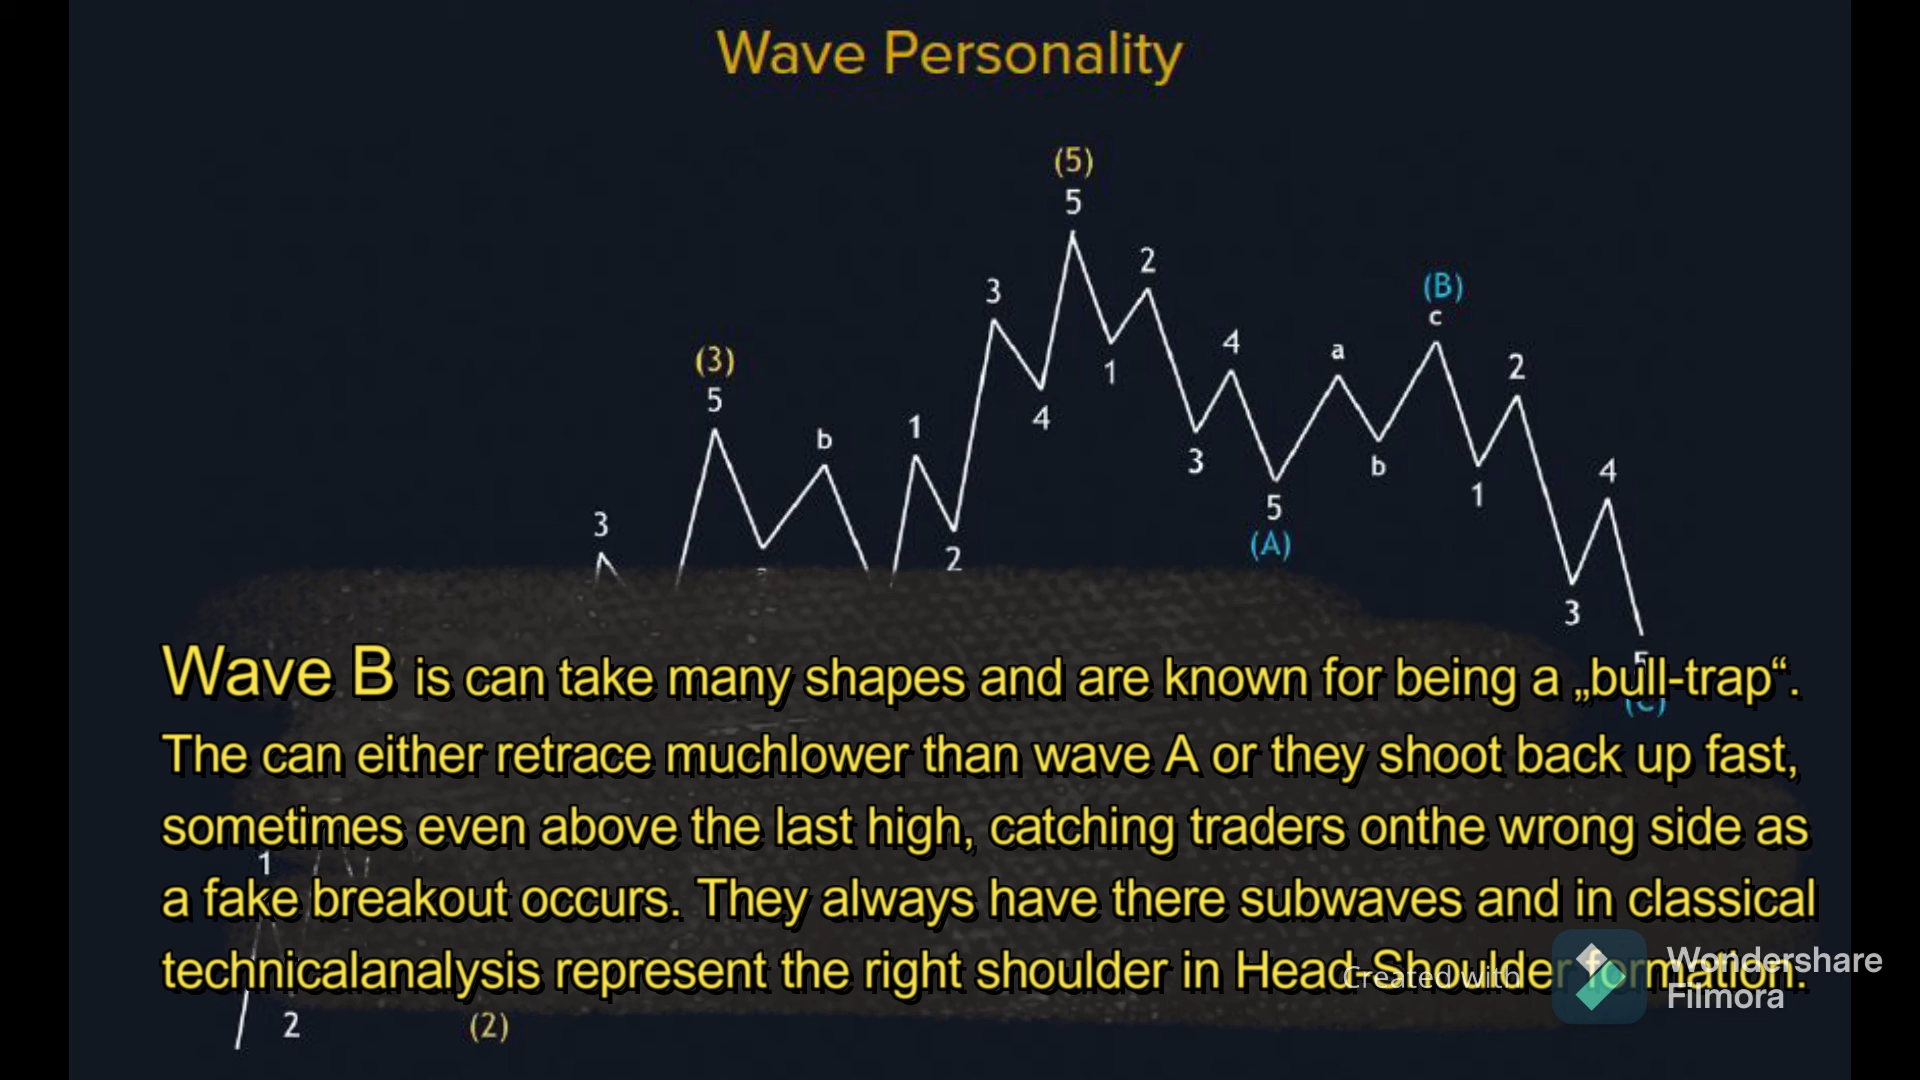 Wave Personality
(5)
5
2
3
(B)
c
4
a
(3)
2
1
5
4
1
b
3
b
4
1
3
5
3
2
(A)
3
Wave B is can take many shapes and are known for being a „bull-trap“.
The can either retrace muchlower than wave A or they shoot back up fast,
sometimes even above the last high, catching traders onthe wrong side as
1
a fake breakout occurs. They always have there subwaves and in classical
technicalanalysis represent the right shoulder in Head-Shoulder formation.
Created with
Wondershare
Filmora
2
(2)